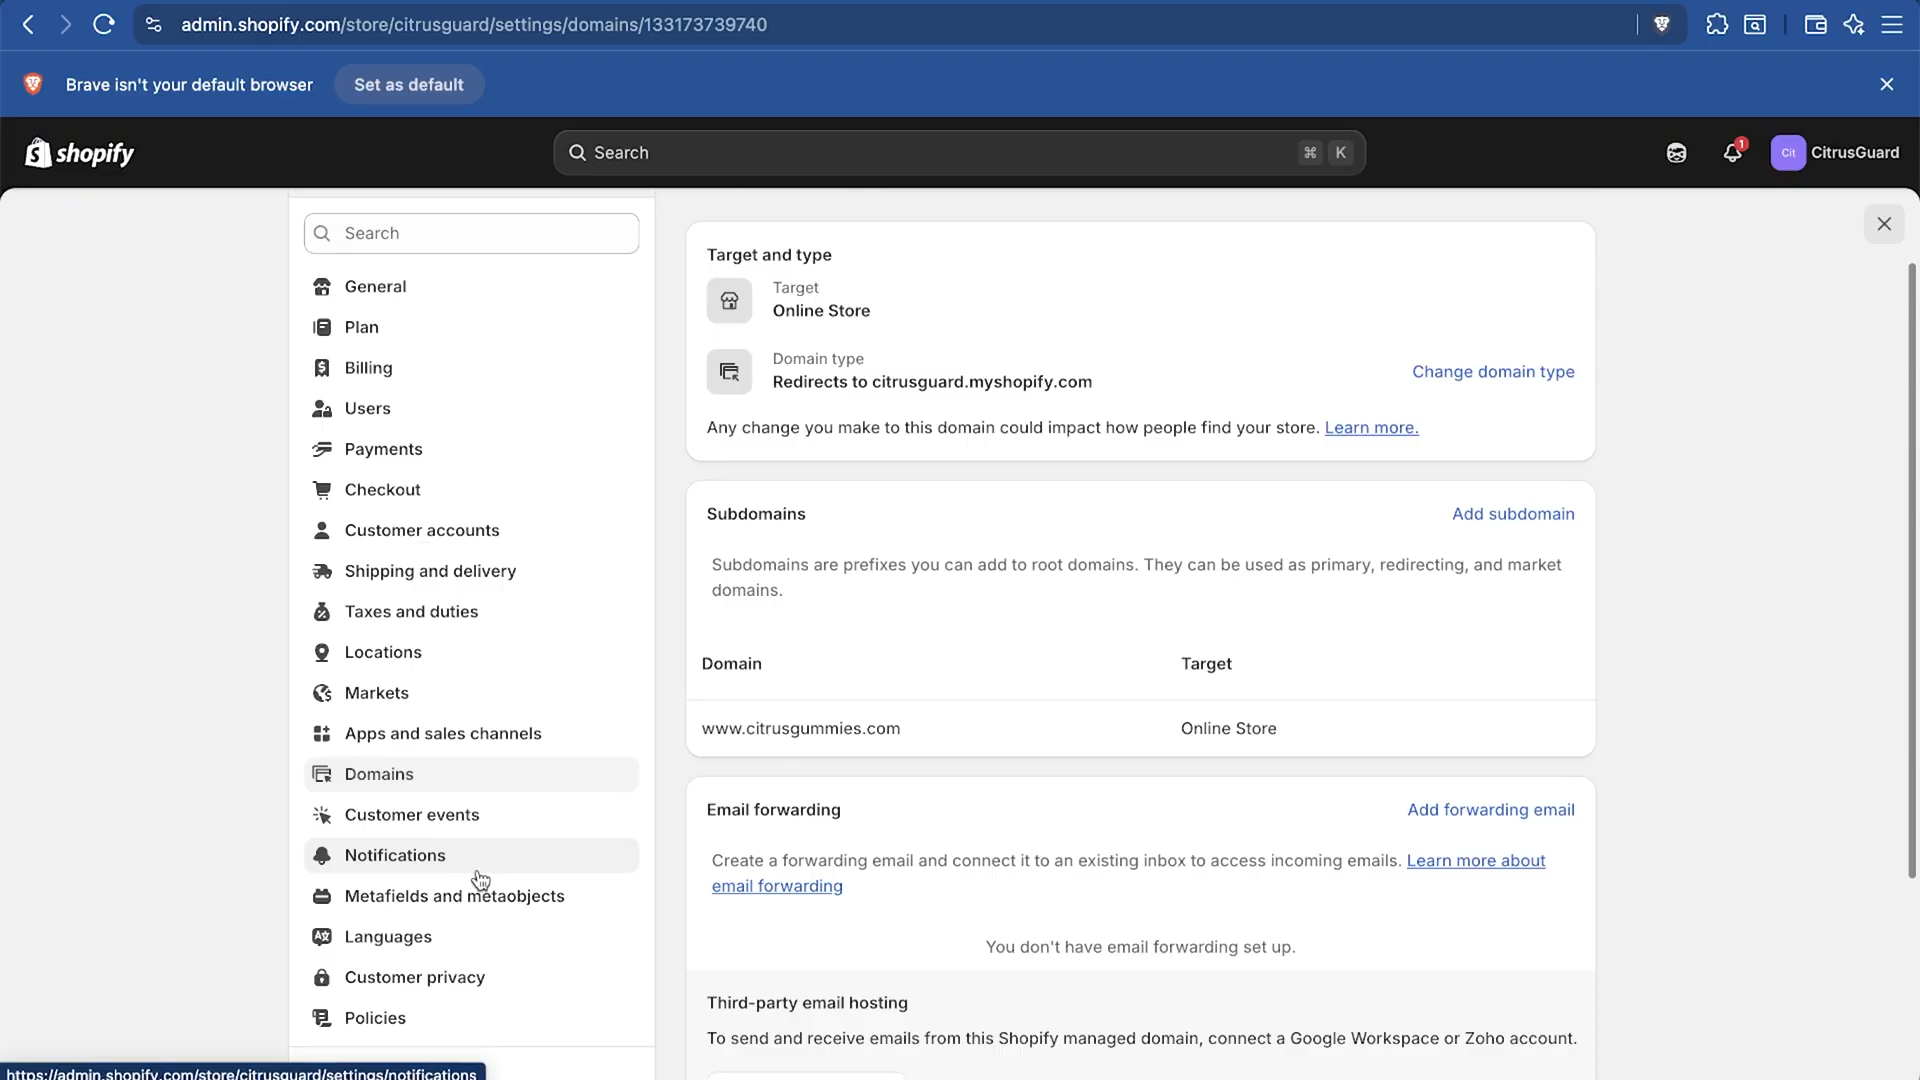 admin.shopify.com/store/citrusguard/settings/domains/133173739740
Brave isn't your default browser
Set as default
shopify
Search
⌘ K
1
Cit
CitrusGuard
Search
General
Plan
Billing
Users
Payments
Checkout
Customer accounts
Shipping and delivery
Taxes and duties
Locations
Markets
Apps and sales channels
Domains
Customer events
Notifications
Metafields and metaobjects
Languages
Customer privacy
Policies
https://admin.shopify.com/store/citrusguard/settings/notifications
Target and type
Target
Online Store
Domain type
Redirects to citrusguard.myshopify.com
Change domain type
Any change you make to this domain could impact how people find your store. Learn more.
Subdomains
Add subdomain
Subdomains are prefixes you can add to root domains. They can be used as primary, redirecting, and market
domains.
Domain
Target
www.citrusgummies.com
Online Store
Email forwarding
Add forwarding email
Create a forwarding email and connect it to an existing inbox to access incoming emails. Learn more about
email forwarding
You don't have email forwarding set up.
Third-party email hosting
To send and receive emails from this Shopify managed domain, connect a Google Workspace or Zoho account.